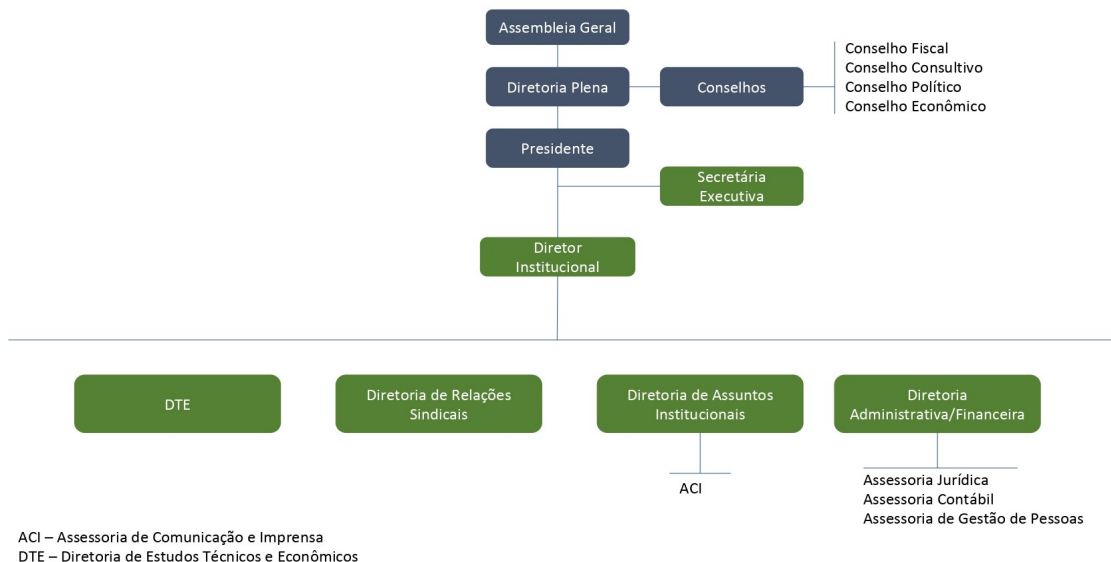 Assembleia Geral
Diretoria Plena
Conselhos
Conselho Fiscal
Conselho Consultivo
Conselho Político
Conselho Econômico
Presidente
Secretária
Executiva
Diretor
Institucional
DTE
Diretoria de Relações
Sindicais
Diretoria de Assuntos
Institucionais
Diretoria
Administrativa/Financeira
ACI
Assessoria Jurídica
Assessoria Contábil
Assessoria de Gestão de Pessoas
ACI – Assessoria de Comunicação e Imprensa
DTE – Diretoria de Estudos Técnicos e Econômicos